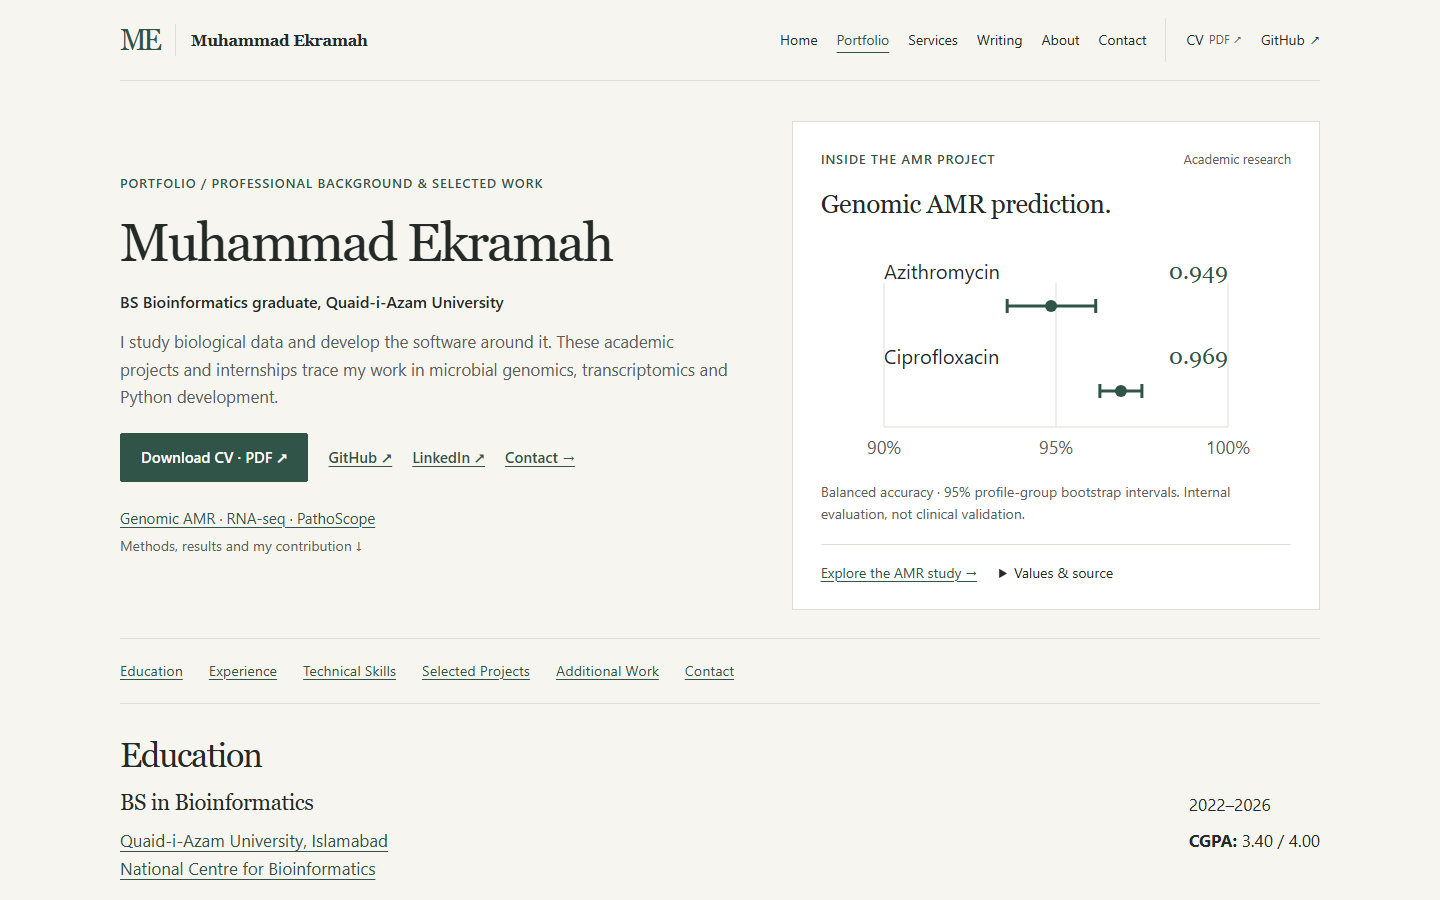 ME
Muhammad Ekramah
Home Portfolio Services Writing About Contact CV PDF ↗ GitHub ↗
PORTFOLIO / PROFESSIONAL BACKGROUND & SELECTED WORK
Muhammad Ekramah
BS Bioinformatics graduate, Quaid-i-Azam University
I study biological data and develop the software around it. These academic
projects and internships trace my work in microbial genomics, transcriptomics and
Python development.
Download CV · PDF ↗ GitHub ↗ LinkedIn ↗ Contact →
Genomic AMR · RNA-seq · PathoScope
Methods, results and my contribution ↓
INSIDE THE AMR PROJECT Academic research
Genomic AMR prediction.
Azithromycin 0.949
Ciprofloxacin 0.969
90% 95% 100%
Balanced accuracy · 95% profile-group bootstrap intervals. Internal
evaluation, not clinical validation.
Explore the AMR study → ▶ Values & source
Education Experience Technical Skills Selected Projects Additional Work Contact
Education
BS in Bioinformatics 2022–2026
Quaid-i-Azam University, Islamabad CGPA: 3.40 / 4.00
National Centre for Bioinformatics